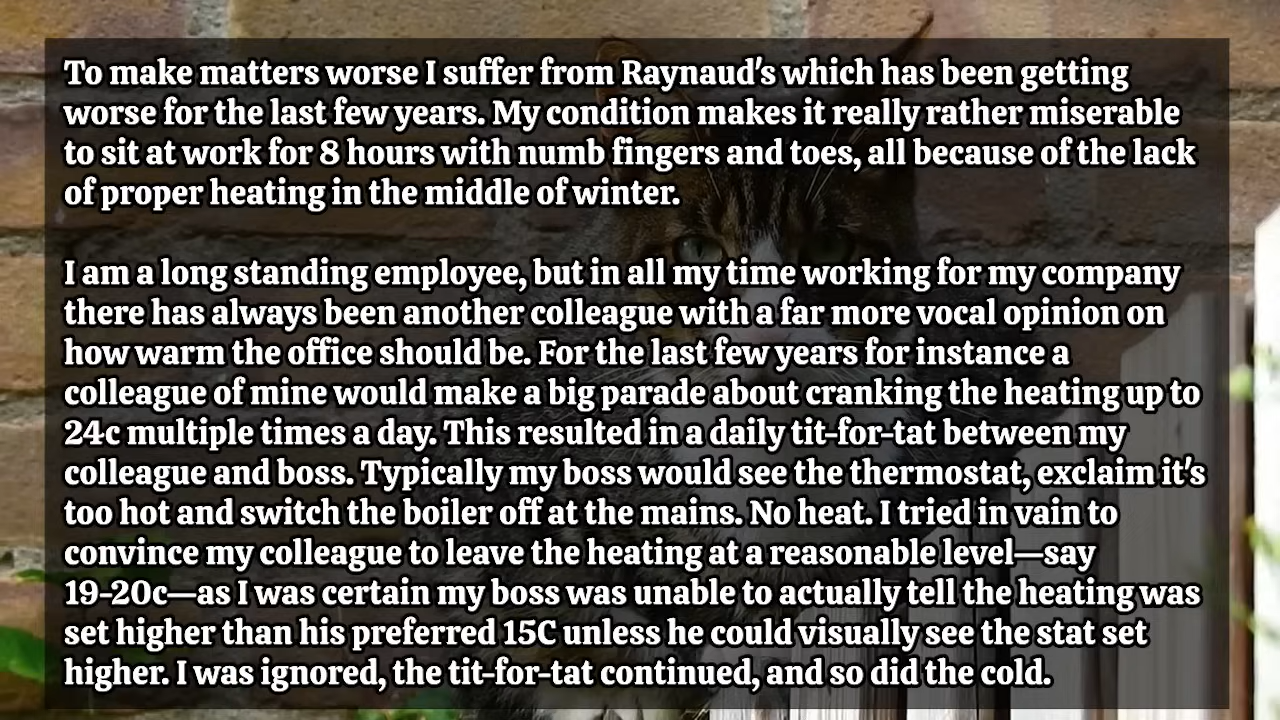 To make matters worse I suffer from Raynaud's which has been getting
worse for the last few years. My condition makes it really rather miserable
to sit at work for 8 hours with numb fingers and toes, all because of the lack
of proper heating in the middle of winter.
I am a long standing employee, but in all my time working for my company
there has always been another colleague with a far more vocal opinion on
how warm the office should be. For the last few years for instance a
colleague of mine would make a big parade about cranking the heating up to
24c multiple times a day. This resulted in a daily tit-for-tat between my
colleague and boss. Typically my boss would see the thermostat, exclaim it's
too hot and switch the boiler off at the mains. No heat. I tried in vain to
convince my colleague to leave the heating at a reasonable level—say
19-20c—as I was certain my boss was unable to actually tell the heating was
set higher than his preferred 15C unless he could visually see the stat set
higher. I was ignored, the tit-for-tat continued, and so did the cold.